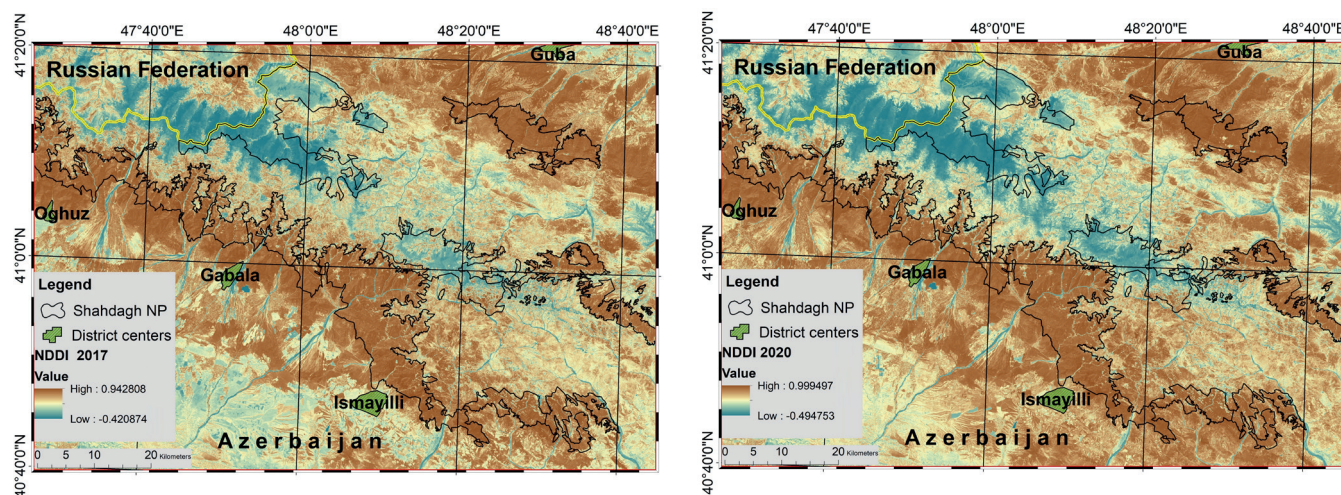 47°40'0"E 48°0'0"E 48°20'0"E 48°40'0"E
41°20'0"N
Guba
Russian Federation
Oghuz
41°0'0"N
Gabala
Legend
Shahdagh NP
District centers
NDDI 2017
Value
High : 0.942808
Low : -0.420874
Ismayilli
Azerbaijan
0 5 10 20 Kilometers
40°40'0"N
47°40'0"E 48°0'0"E 48°20'0"E 48°40'0"E
41°20'0"N
Guba
Russian Federation
Oghuz
41°0'0"N
Gabala
Legend
Shahdagh NP
District centers
NDDI 2020
Value
High : 0.999497
Low : -0.494753
Ismayilli
Azerbaijan
0 5 10 20 Kilometers
40°40'0"N